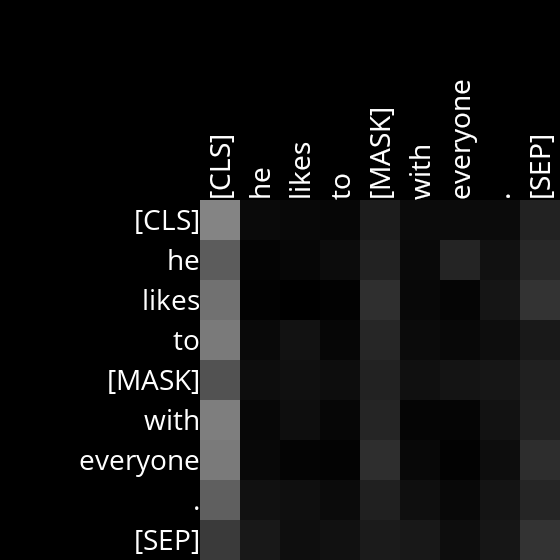 [CLS] he likes to [MASK] with everyone . [SEP]
[CLS]
he
likes
to
[MASK]
with
everyone
.
[SEP]